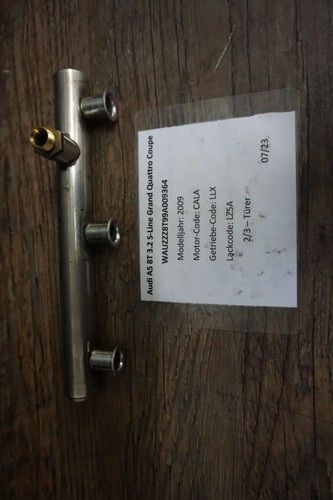 Audi A5 8T 3.2 S-Line Grand Quattro Coupe
WAUZZZ8T99A009364
Modelljahr: 2009
Motor-Code: CALA
Getriebe-Code: LLX
Lackcode: LZ5A
2/3 – Türer
07/23